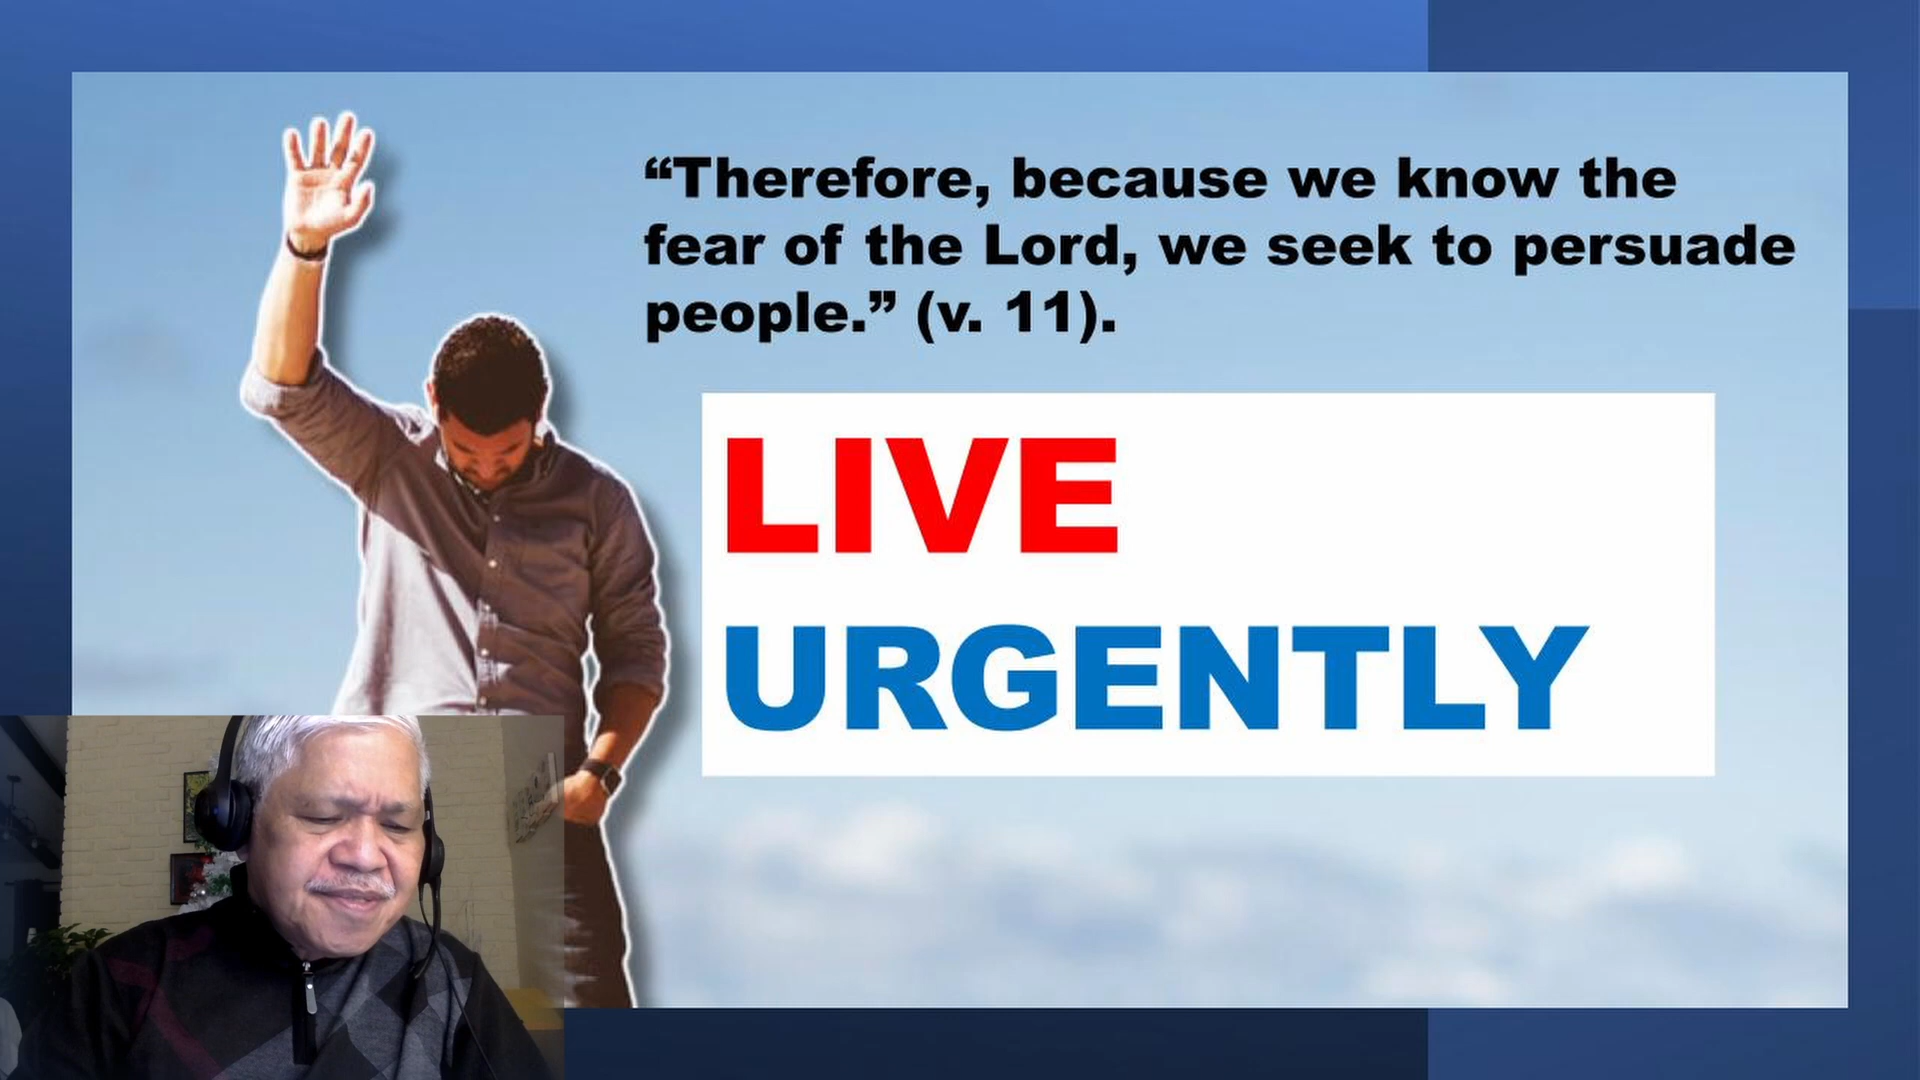 “Therefore, because we know the
fear of the Lord, we seek to persuade
people.” (v. 11).
LIVE
URGENTLY